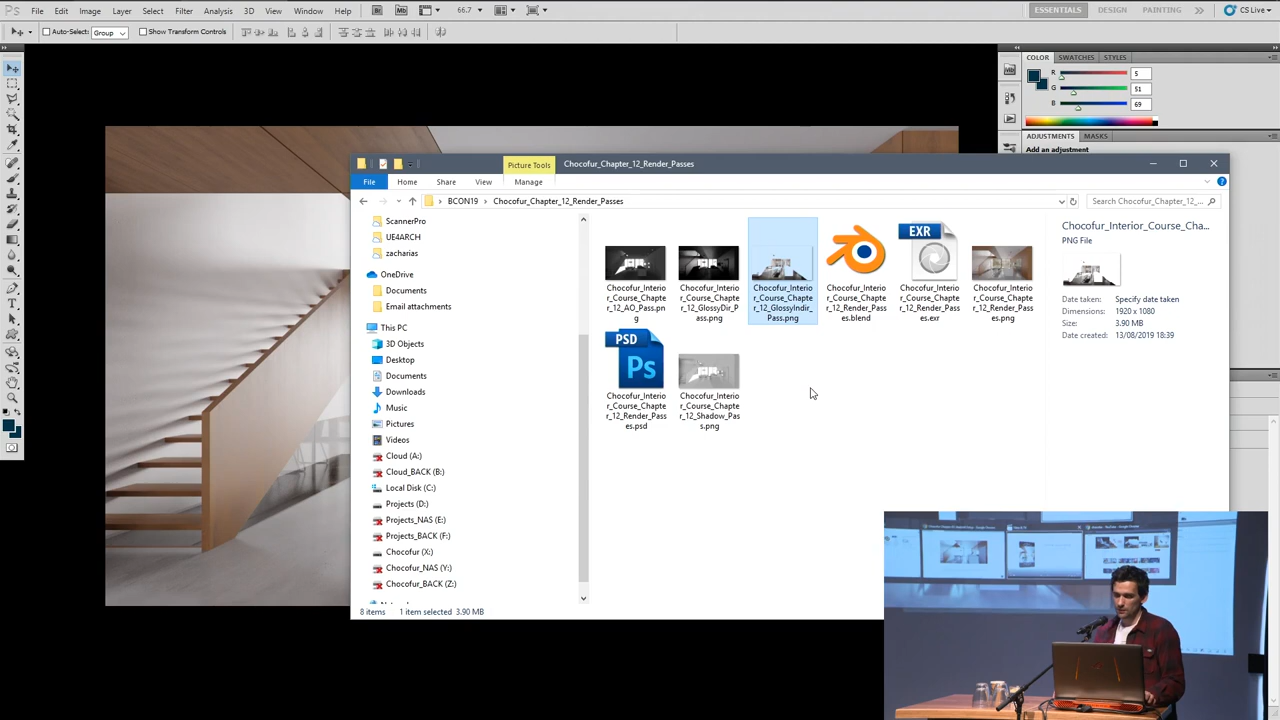 File Edit Image Layer Select Filter Analysis 3D View Window Help Br Mb 66.7 ESSENTIALS DESIGN PAINTING CS Live
Auto-Select: Group Show Transform Controls
COLOR SWATCHES STYLES
R 5
G 51
B 69
ADJUSTMENTS MASKS
Add an adjustment
Picture Tools Chocofur_Chapter_12_Render_Passes
File Home Share View Manage
BCON19 Chocofur_Chapter_12_Render_Passes Search Chocofur_Chapter_12_...
ScannerPro
UE4ARCH
zacharias
OneDrive
Documents
Email attachments
This PC
3D Objects
Desktop
Documents
Downloads
Music
Pictures
Videos
Cloud (A:)
Cloud_BACK (B:)
Local Disk (C:)
Projects (D:)
Projects_NAS (E:)
Projects_BACK (F:)
Chocofur (X:)
Chocofur_NAS (Y:)
Chocofur_BACK (Z:)
EXR
Chocofur_Interio
r_Course_Chapte
r_12_AO_Pass.pn
g
Chocofur_Interio
r_Course_Chapte
r_12_GlossyDir_P
ass.png
Chocofur_Interio
r_Course_Chapte
r_12_GlossyIndir_
Pass.png
Chocofur_Interio
r_Course_Chapte
r_12_Render_Pass
es.blend
Chocofur_Interio
r_Course_Chapte
r_12_Render_Pass
es.exr
Chocofur_Interio
r_Course_Chapte
r_12_Render_Pass
es.png
PSD
Ps
Chocofur_Interio
r_Course_Chapte
r_12_Render_Pass
es.psd
Chocofur_Interio
r_Course_Chapte
r_12_Shadow_Pas
s.png
Chocofur_Interior_Course_Cha...
PNG File
Date taken: Specify date taken
Dimensions: 1920 x 1080
Size: 3.90 MB
Date created: 13/08/2019 18:39
8 items 1 item selected 3.90 MB